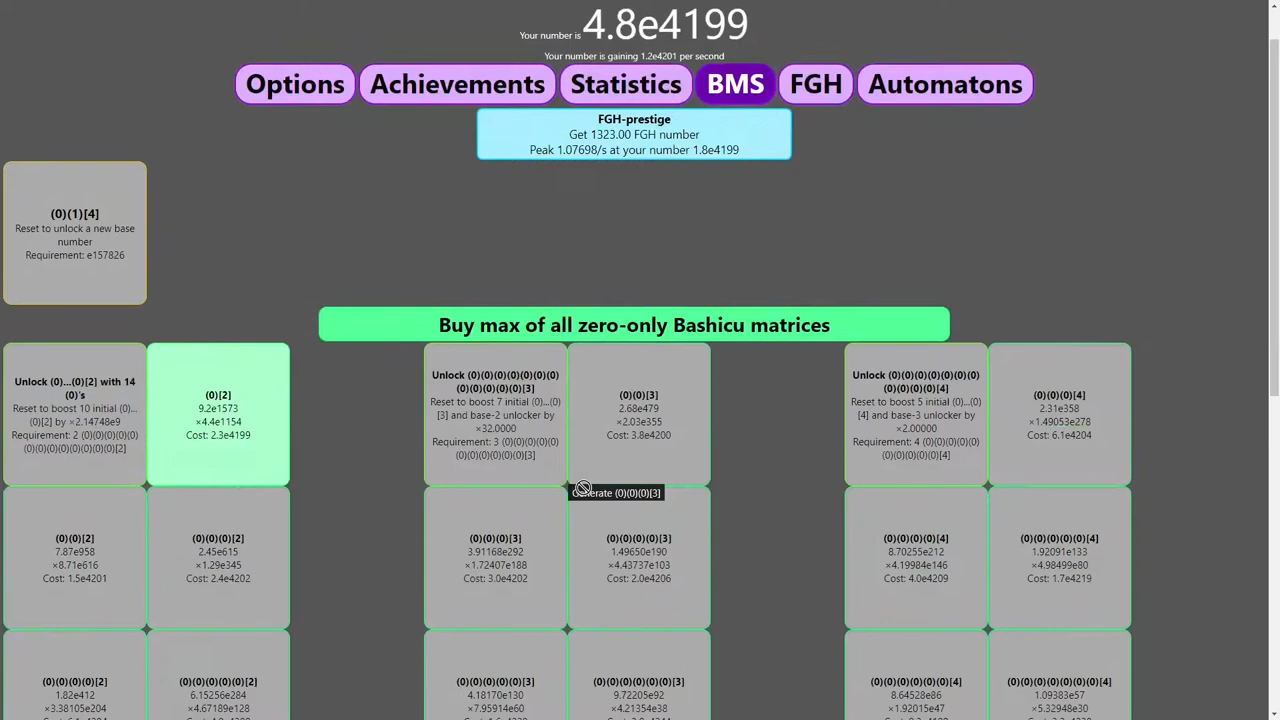 Your number is 4.8e4199
Your number is gaining 1.2e4201 per second
Options
Achievements
Statistics
BMS
FGH
Automatons
FGH-prestige
Get 1323.00 FGH number
Peak 1.07698/s at your number 1.8e4199
(0)(1)[4]
Reset to unlock a new base
number
Requirement: e157826
Buy max of all zero-only Bashicu matrices
Unlock (0)...(0)[2] with 14
(0)'s
Reset to boost 10 initial (0)...
(0)[2] by ×2.14748e9
Requirement: 2 (0)(0)(0)(0)
(0)(0)(0)(0)(0)(0)(0)[2]
(0)[2]
9.2e1573
×4.4e1154
Cost: 2.3e4199
Unlock (0)(0)(0)(0)(0)(0)(0)
(0)(0)(0)(0)(0)[3]
Reset to boost 7 initial (0)...(0)
[3] and base-2 unlocker by
×32.0000
Requirement: 3 (0)(0)(0)(0)
(0)(0)(0)(0)(0)(0)[3]
(0)(0)[3]
2.68e479
×2.03e355
Cost: 3.8e4200
Unlock (0)(0)(0)(0)(0)(0)(0)
(0)(0)(0)(0)[4]
Reset to boost 5 initial (0)...(0)
[4] and base-3 unlocker by
×2.00000
Requirement: 4 (0)(0)(0)(0)
(0)(0)(0)(0)(0)[4]
(0)(0)(0)[4]
2.31e358
×1.49053e278
Cost: 6.1e4204
Generate (0)(0)(0)[3]
(0)(0)[2]
7.87e958
×8.71e616
Cost: 1.5e4201
(0)(0)(0)[2]
2.45e615
×1.29e345
Cost: 2.4e4202
(0)(0)(0)[3]
3.91168e292
×1.72407e188
Cost: 3.0e4202
(0)(0)(0)(0)[3]
1.49650e190
×4.43737e103
Cost: 2.0e4206
(0)(0)(0)(0)[4]
8.70255e212
×4.19984e146
Cost: 4.0e4209
(0)(0)(0)(0)(0)[4]
1.92091e133
×4.98499e80
Cost: 1.7e4219
(0)(0)(0)(0)[2]
1.82e412
×3.38105e204
(0)(0)(0)(0)(0)[2]
6.15256e284
×4.67189e128
(0)(0)(0)(0)(0)[3]
4.18170e130
×7.95914e60
(0)(0)(0)(0)(0)(0)[3]
9.72205e92
×4.21354e38
(0)(0)(0)(0)(0)(0)[4]
8.64528e86
×1.92015e47
(0)(0)(0)(0)(0)(0)(0)[4]
1.09383e57
×5.32948e30